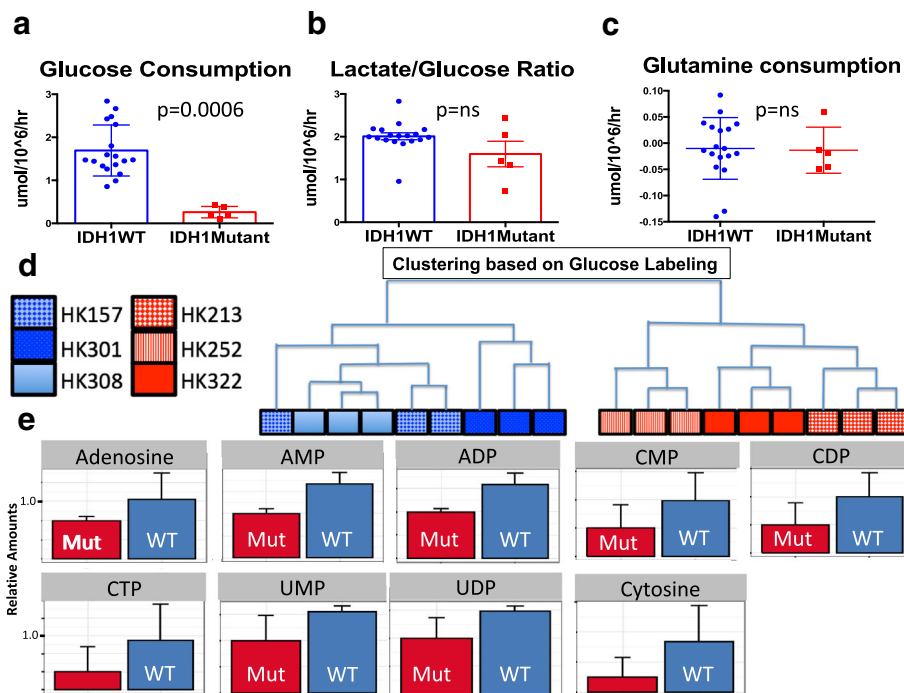 a
b
c
Glucose Consumption
Lactate/Glucose Ratio
Glutamine consumption
p=0.0006
p=ns
p=ns
umol/10^6/hr
3
2
1
0
IDH1WT
IDH1Mutant
umol/10^6/hr
4
3
2
1
0
IDH1WT
IDH1Mutant
umol/10^6/hr
0.10
0.05
0.00
-0.05
-0.10
-0.15
IDH1WT
IDH1Mutant
d
Clustering based on Glucose Labeling
HK157
HK213
HK301
HK252
HK308
HK322
e
Relative Amounts
Adenosine
AMP
ADP
CMP
CDP
1.0
Mut
WT
Mut
WT
Mut
WT
Mut
WT
Mut
WT
CTP
UMP
UDP
Cytosine
1.0
WT
Mut
WT
Mut
WT
WT